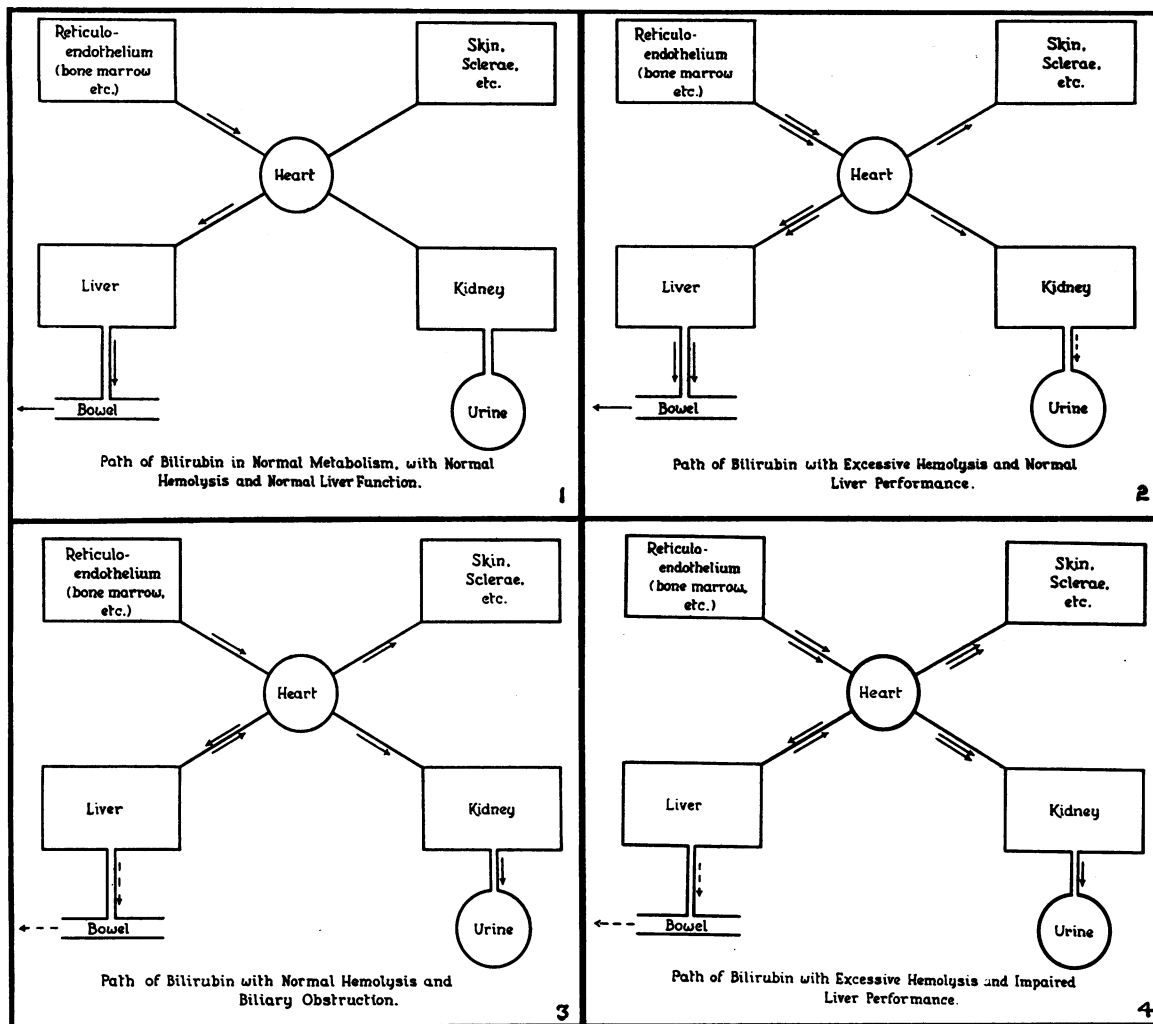 Reticulo-
endothelium
(bone marrow
etc.)
Skin,
Sclerae,
etc.
Heart
Liver
Kidney
Bowel
Urine
Path of Bilirubin in Normal Metabolism, with Normal
Hemolysis and Normal Liver Function.
1
Reticulo-
endothelium
(bone marrow
etc.)
Skin,
Sclerae,
etc.
Heart
Liver
Kidney
Bowel
Urine
Path of Bilirubin with Excessive Hemolysis and Normal
Liver Performance.
2
Reticulo-
endothelium
(bone marrow,
etc.)
Skin,
Sclerae,
etc.
Heart
Liver
Kidney
Bowel
Urine
Path of Bilirubin with Normal Hemolysis and
Biliary Obstruction.
3
Reticulo-
endothelium
(bone marrow,
etc.)
Skin,
Sclerae,
etc.
Heart
Liver
Kidney
Bowel
Urine
Path of Bilirubin with Excessive Hemolysis and Impaired
Liver Performance.
4